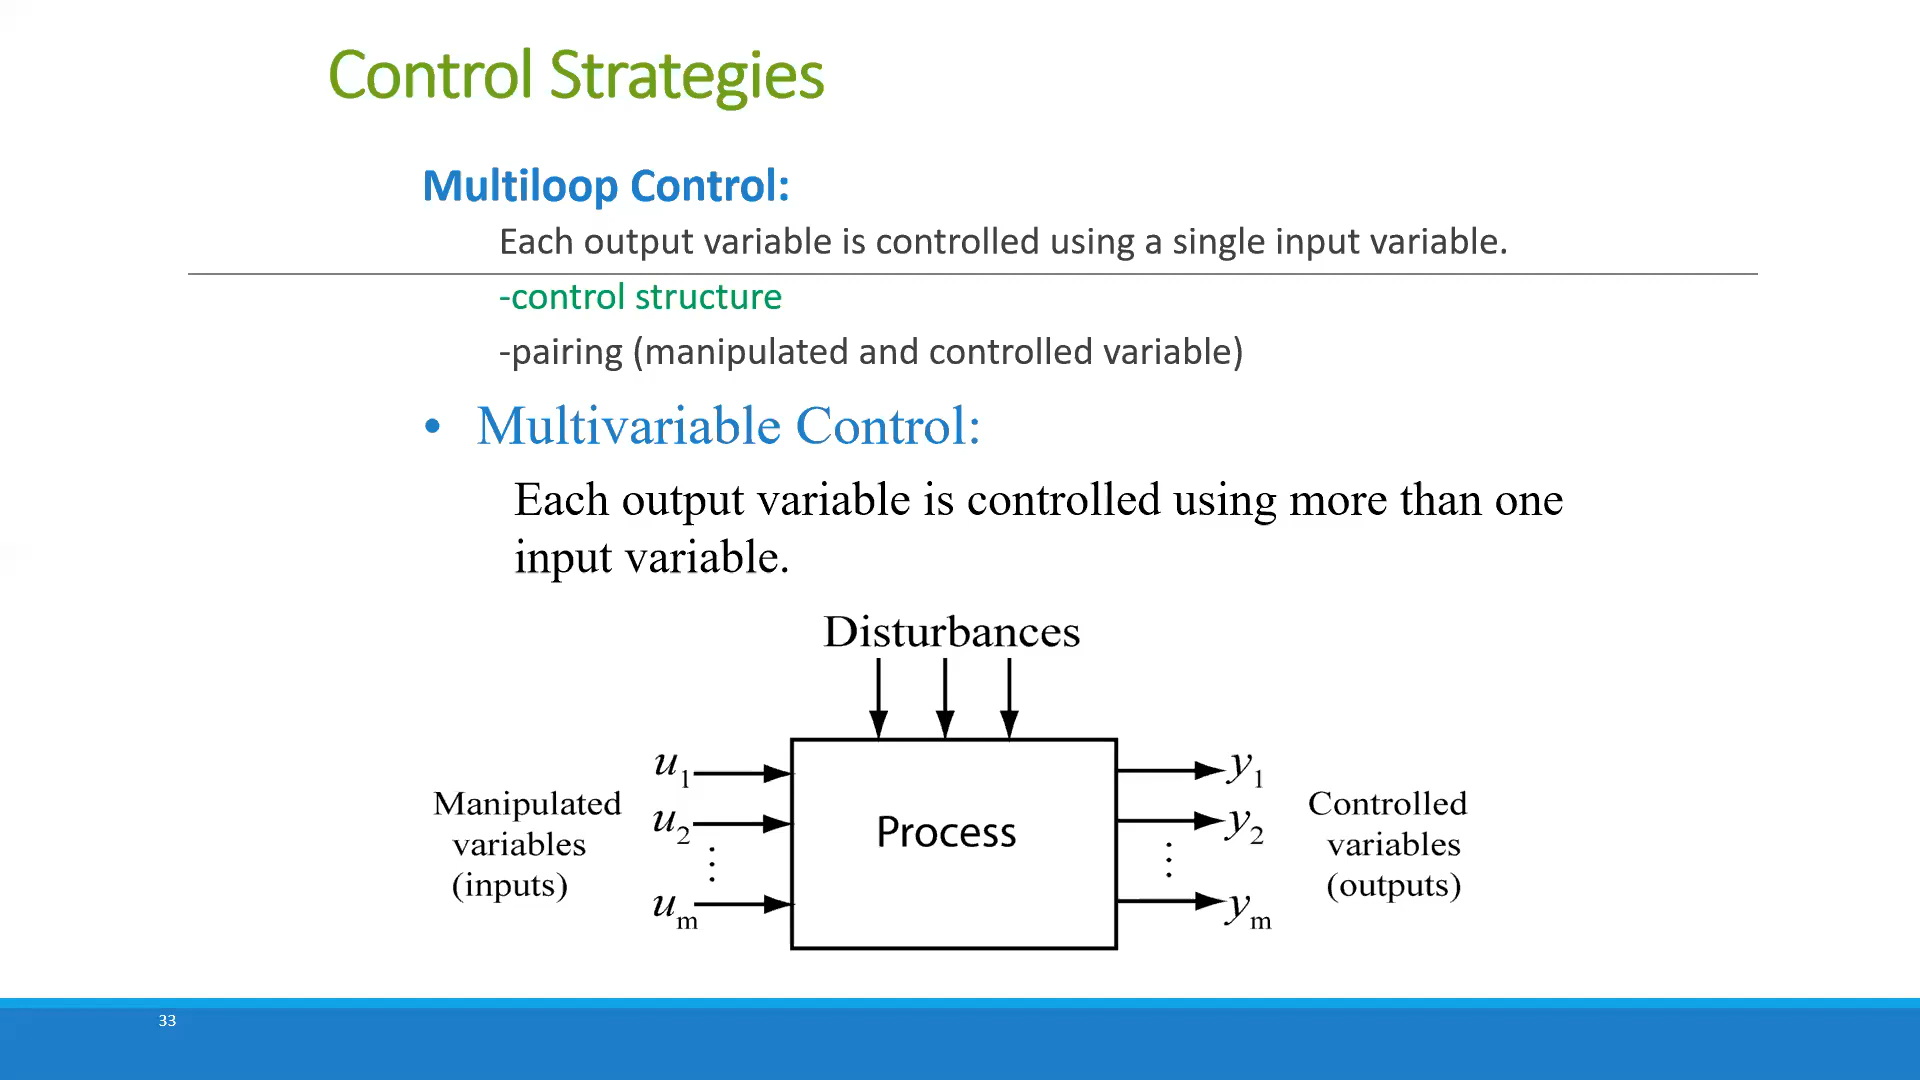 Control Strategies
Multiloop Control:
Each output variable is controlled using a single input variable.
-control structure
-pairing (manipulated and controlled variable)
• Multivariable Control:
Each output variable is controlled using more than one
input variable.
Disturbances
Manipulated
variables
(inputs)
u1
u2
⋮
um
Process
y1
y2
⋮
ym
Controlled
variables
(outputs)
33